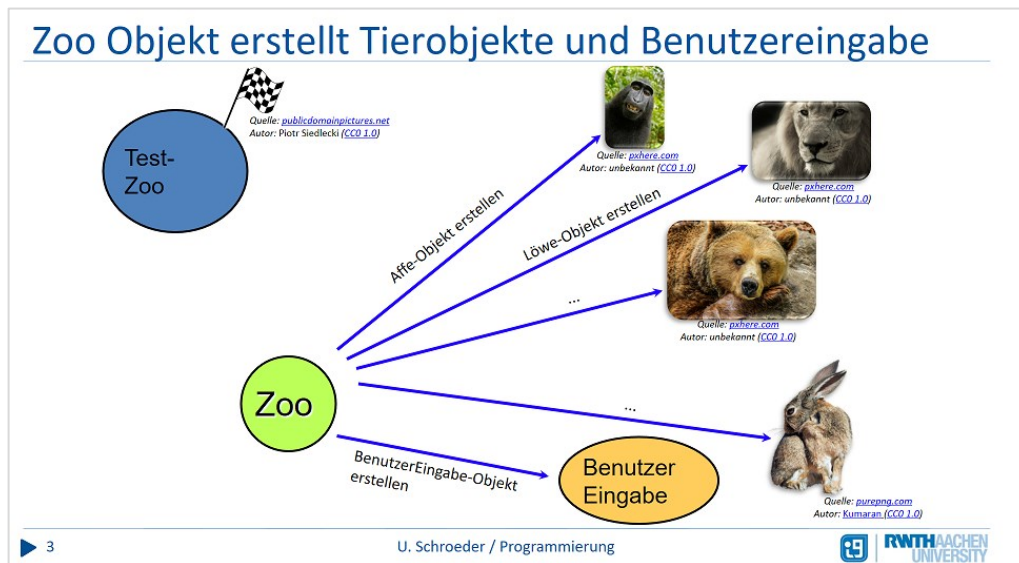 Zoo Objekt erstellt Tierobjekte und Benutzereingabe
Quelle: publicdomainpictures.net
Autor: Piotr Siedlecki (CC0 1.0)
Test-
Zoo
Quelle: pxhere.com
Autor: unbekannt (CC0 1.0)
Quelle: pxhere.com
Autor: unbekannt (CC0 1.0)
Affe-Objekt erstellen
Löwe-Objekt erstellen
...
Quelle: pxhere.com
Autor: unbekannt (CC0 1.0)
Zoo
...
BenutzerEingabe-Objekt
erstellen
Benutzer
Eingabe
Quelle: purepng.com
Autor: Kumaran (CC0 1.0)
3
U. Schroeder / Programmierung
RWTHAACHEN
UNIVERSITY